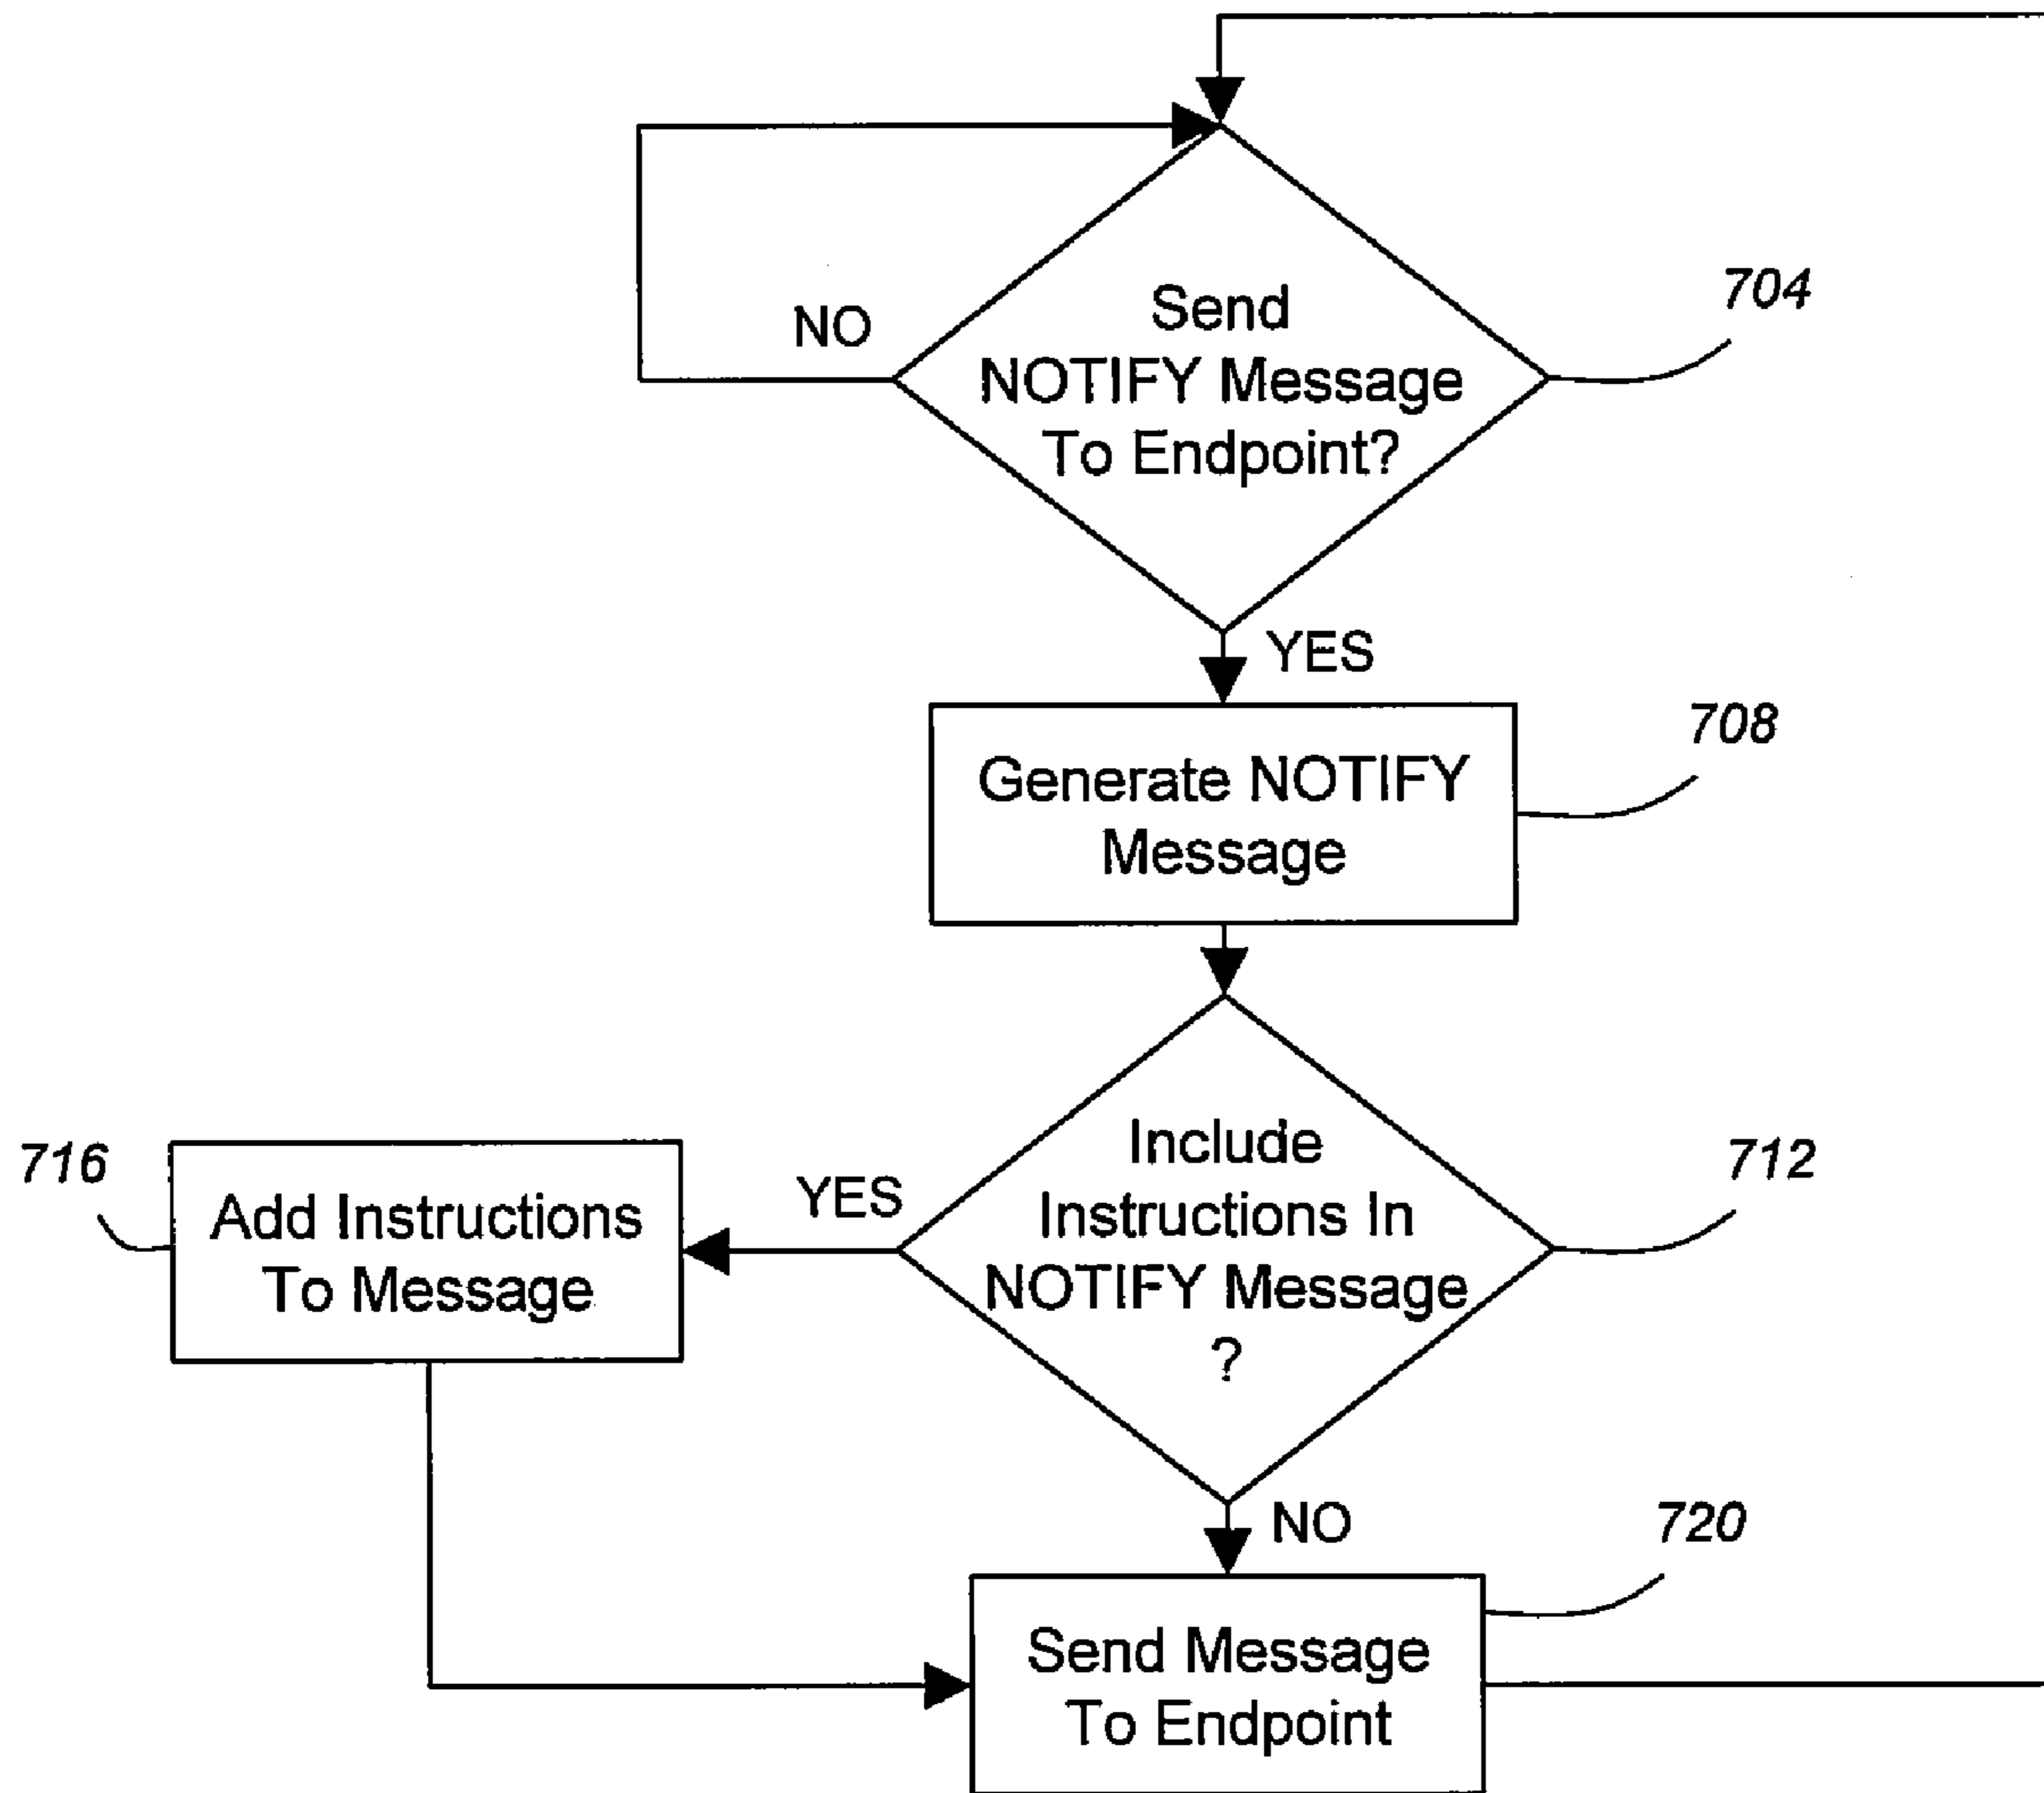 704
Send
NOTIFY Message
To Endpoint?
NO
YES
708
Generate NOTIFY
Message
712
Include
Instructions In
NOTIFY Message
?
YES
716
Add Instructions
To Message
NO
720
Send Message
To Endpoint